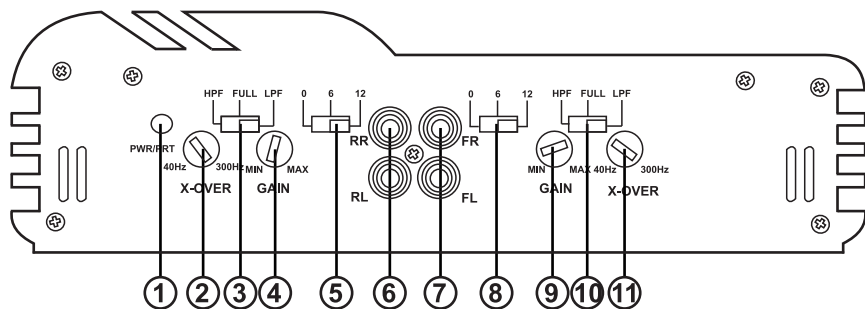 HPF FULL LPF 0 6 12 0 6 12 HPF FULL LPF
RR FR
PWR/PRT
40Hz 300Hz MIN MAX MIN MAX 40Hz 300Hz
X-OVER GAIN RL FL GAIN X-OVER
1 2 3 4 5 6 7 8 9 10 11